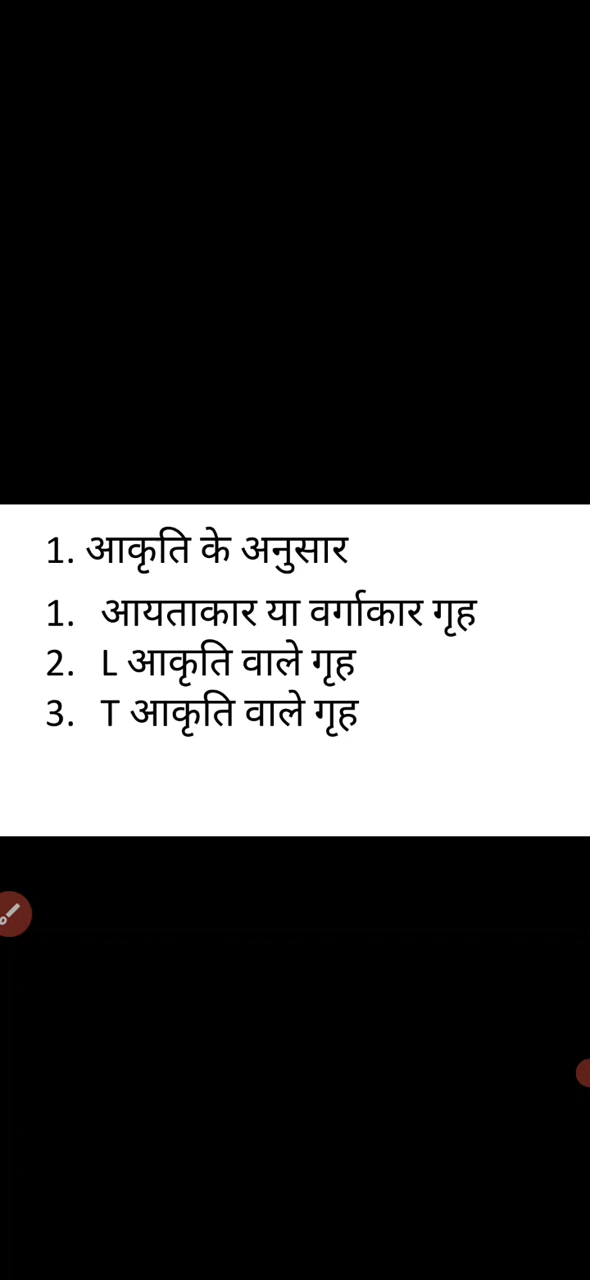 1. आकृति के अनुसार
1. आयताकार या वर्गाकार गृह
2. L आकृति वाले गृह
3. T आकृति वाले गृह